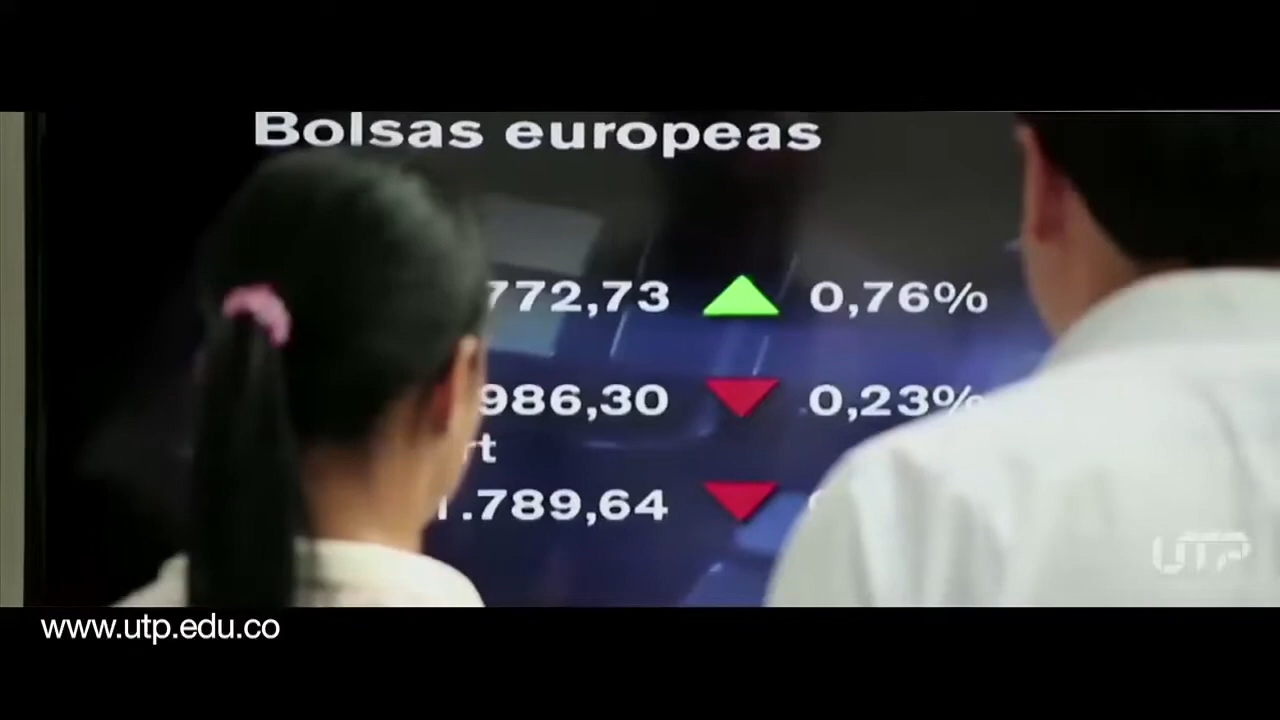 Bolsas europeas
772,73 0,76%
986,30 0,23%
rt
1.789,64
UTP
www.utp.edu.co